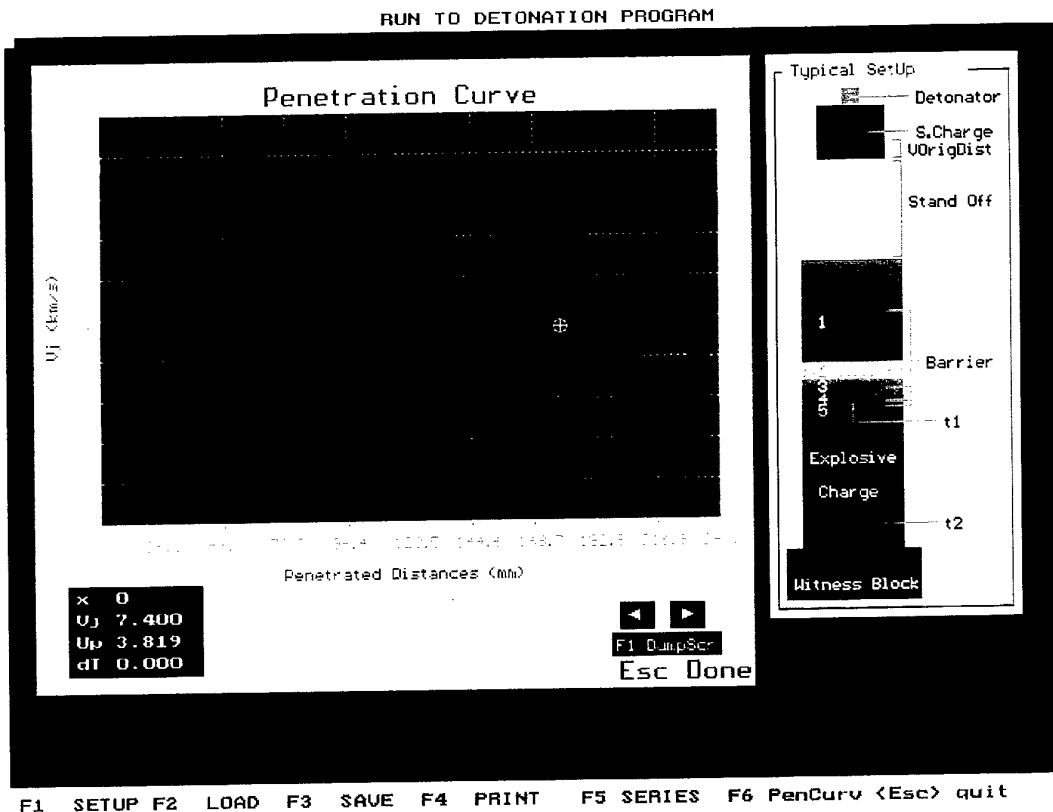 RUN TO DETONATION PROGRAM
Penetration Curve
Vj (km/s)
Penetrated Distances (mm)
x 0
Vj 7.400
Up 3.819
dT 0.000
F1 DumpScr
Esc Done
Typical SetUp
Detonator
S.Charge
VOrigDist
Stand Off
1
Barrier
t1
Explosive
Charge
t2
Witness Block
F1 SETUP F2 LOAD F3 SAVE F4 PRINT F5 SERIES F6 PenCurv <Esc> quit